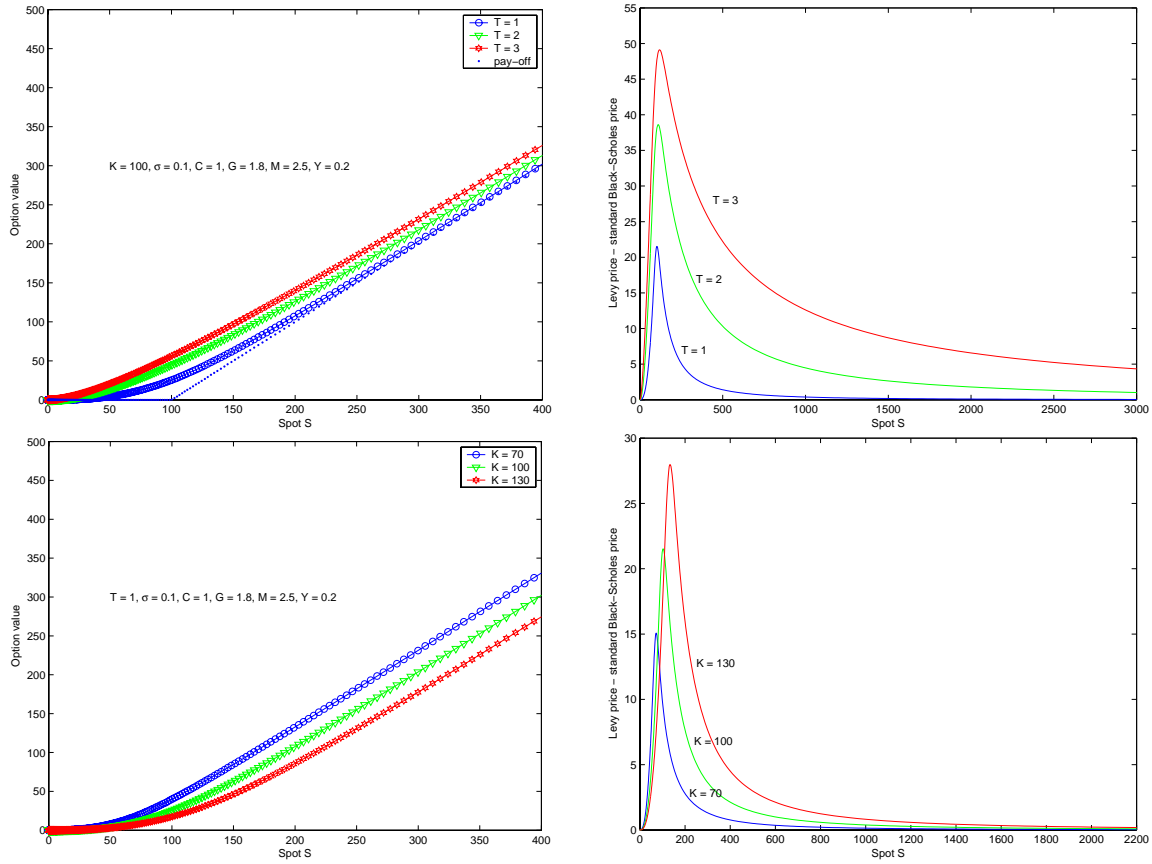 500
450
400
350
300
250
200
150
100
50
0
Option value
T = 1
T = 2
T = 3
pay−off
K = 100, σ = 0.1, C = 1, G = 1.8, M = 2.5, Y = 0.2
0 50 100 150 200 250 300 350 400
Spot S
55
50
45
40
35
30
25
20
15
10
5
0
Levy price − standard Black−Scholes price
T = 3
T = 2
T = 1
0 500 1000 1500 2000 2500 3000
Spot S
500
450
400
350
300
250
200
150
100
50
0
Option value
K = 70
K = 100
K = 130
T = 1, σ = 0.1, C = 1, G = 1.8, M = 2.5, Y = 0.2
0 50 100 150 200 250 300 350 400
Spot S
30
25
20
15
10
5
0
Levy price − standard Black−Scholes price
K = 130
K = 100
K = 70
0 200 400 600 800 1000 1200 1400 1600 1800 2000 2200
Spot S